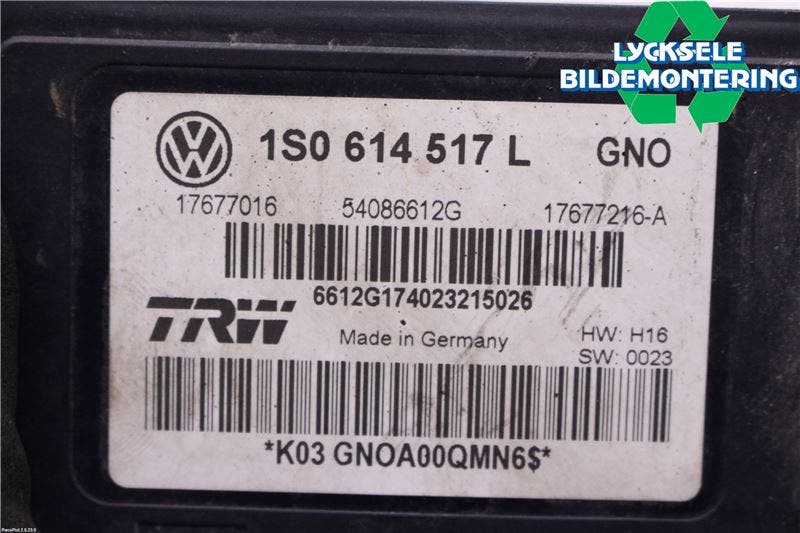 LYCKSELE
BILDEMONTERING
1S0 614 517 L GNO
17677016 54086612G 17677216-A
6612G174023215026
TRW Made in Germany HW: H16
SW: 0023
*K03 GNOA00QMN6$*